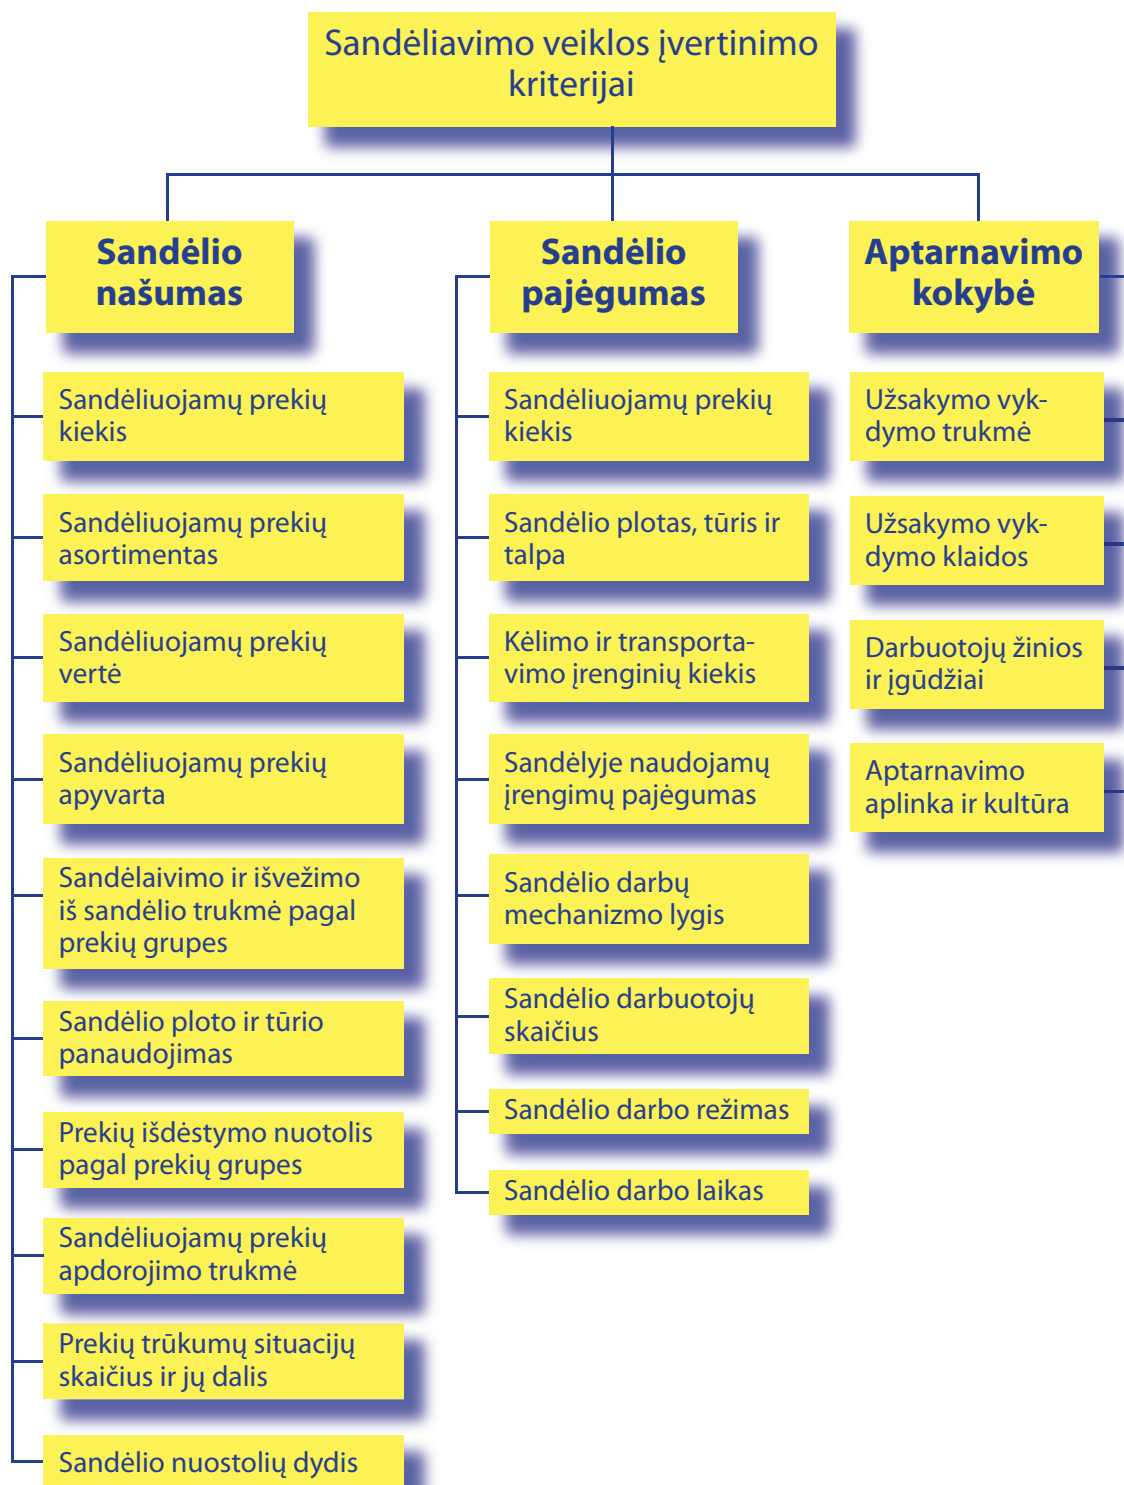 Sandėliavimo veiklos įvertinimo
kriterijai
Sandėlio
našumas
Sandėliuojamų prekių
kiekis
Sandėliuojamų prekių
asortimentas
Sandėliuojamų prekių
vertė
Sandėliuojamų prekių
apyvarta
Sandėlaivimo ir išvežimo
iš sandėlio trukmė pagal
prekių grupes
Sandėlio ploto ir tūrio
panaudojimas
Prekių išdėstymo nuotolis
pagal prekių grupes
Sandėliuojamų prekių
apdorojimo trukmė
Prekių trūkumų situacijų
skaičius ir jų dalis
Sandėlio nuostolių dydis
Sandėlio
pajėgumas
Sandėliuojamų prekių
kiekis
Sandėlio plotas, tūris ir
talpa
Kėlimo ir transporta-
vimo įrenginių kiekis
Sandėlyje naudojamų
įrengimų pajėgumas
Sandėlio darbų
mechanizmo lygis
Sandėlio darbuotojų
skaičius
Sandėlio darbo režimas
Sandėlio darbo laikas
Aptarnavimo
kokybė
Užsakymo vyk-
dymo trukmė
Užsakymo vyk-
dymo klaidos
Darbuotojų žinios
ir įgūdžiai
Aptarnavimo
aplinka ir kultūra